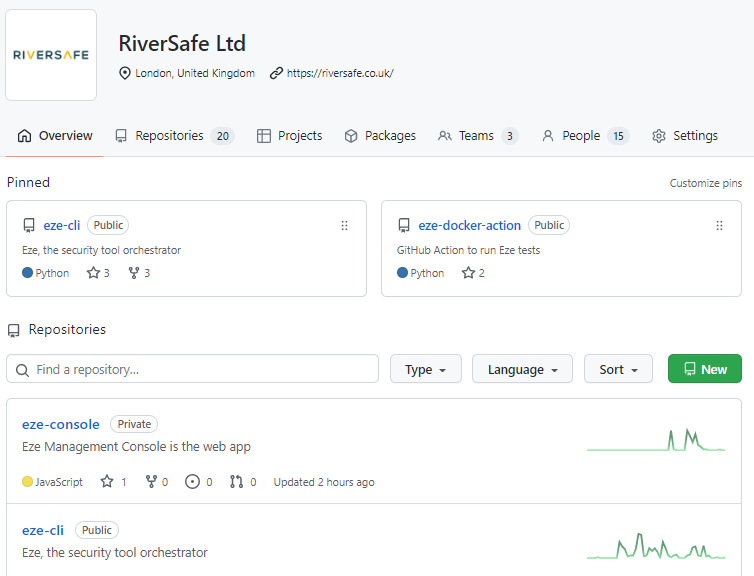 RIVERSAFE
RiverSafe Ltd
London, United Kingdom https://riversafe.co.uk/
Overview Repositories 20 Projects Packages Teams 3 People 15 Settings
Pinned Customize pins
eze-cli Public
Eze, the security tool orchestrator
Python 3 3
eze-docker-action Public
GitHub Action to run Eze tests
Python 2
Repositories
Find a repository... Type Language Sort New
eze-console Private
Eze Management Console is the web app
JavaScript 1 0 0 0 Updated 2 hours ago
eze-cli Public
Eze, the security tool orchestrator